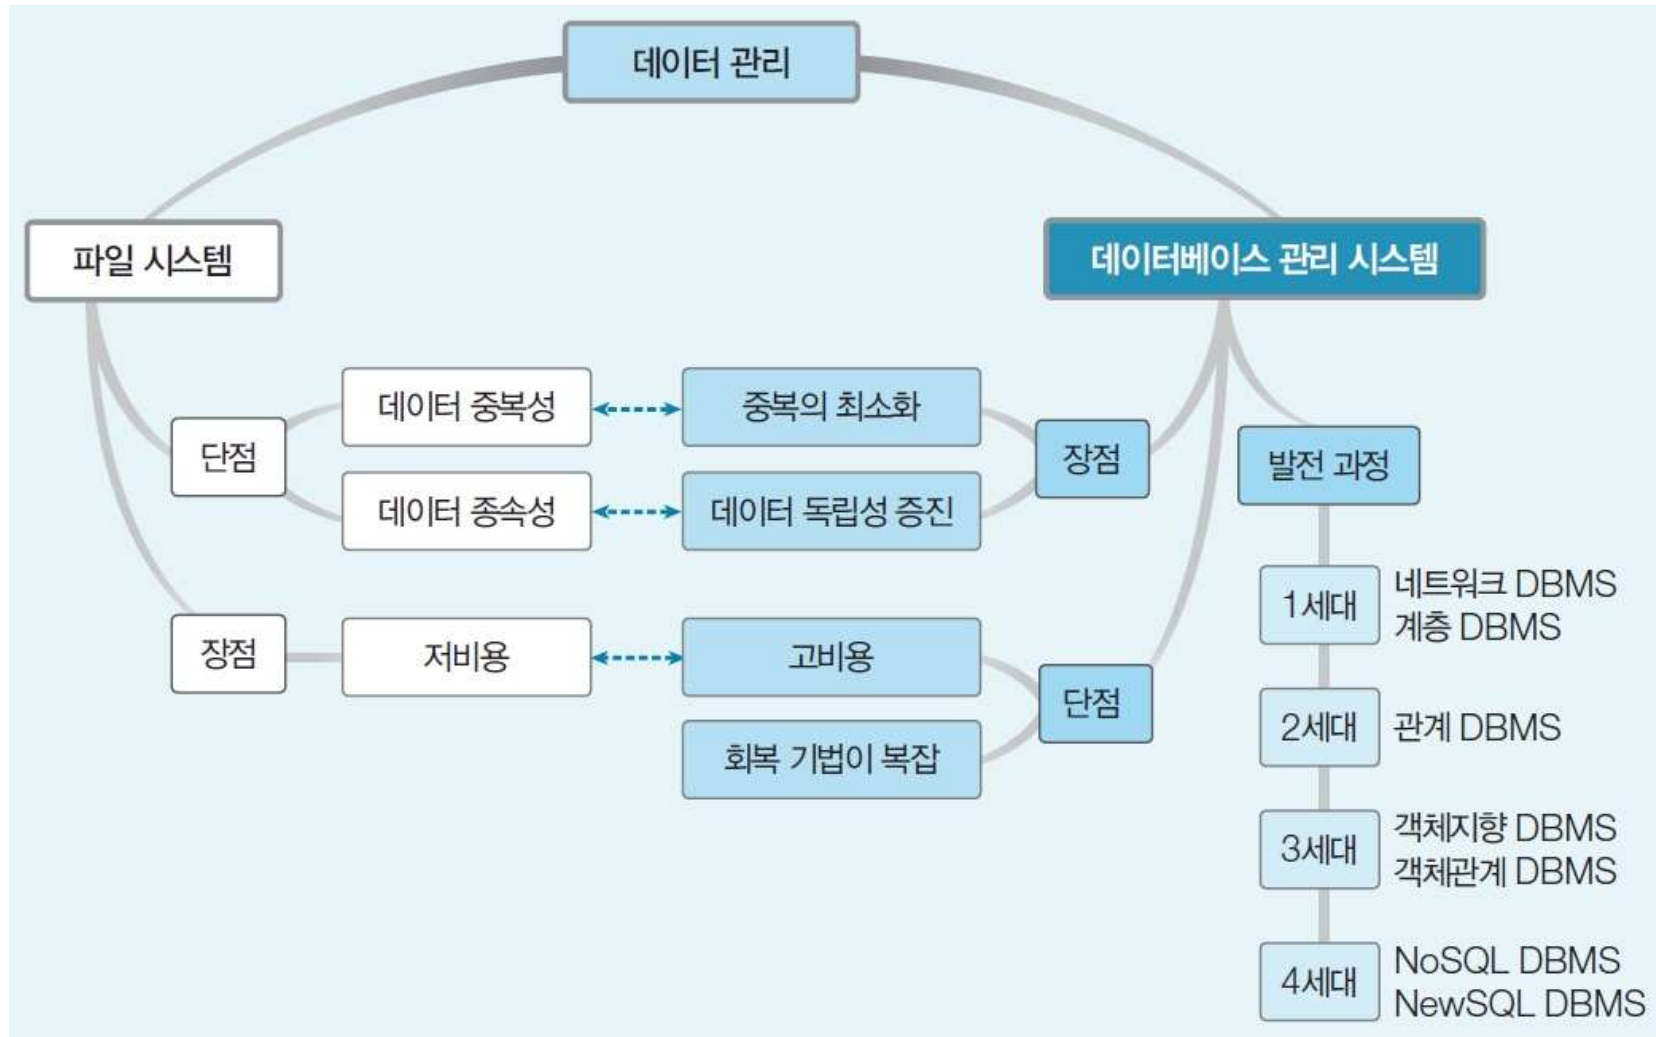 데이터 관리
파일 시스템
데이터베이스 관리 시스템
단점
데이터 중복성
중복의 최소화
데이터 종속성
데이터 독립성 증진
장점
발전 과정
장점
저비용
고비용
회복 기법이 복잡
단점
1세대
네트워크 DBMS
계층 DBMS
2세대
관계 DBMS
3세대
객체지향 DBMS
객체관계 DBMS
4세대
NoSQL DBMS
NewSQL DBMS